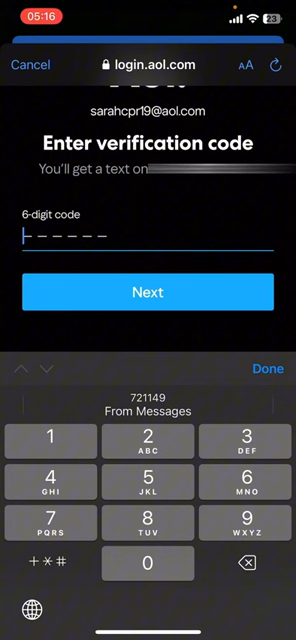 05:16
23
Cancel
login.aol.com
AA
sarahcpr19@aol.com
Enter verification code
You'll get a text on
6-digit code
Next
Done
721149
From Messages
1
2
3
ABC
DEF
4
5
6
GHI
JKL
MNO
7
8
9
PQRS
TUV
WXYZ
+*#
0